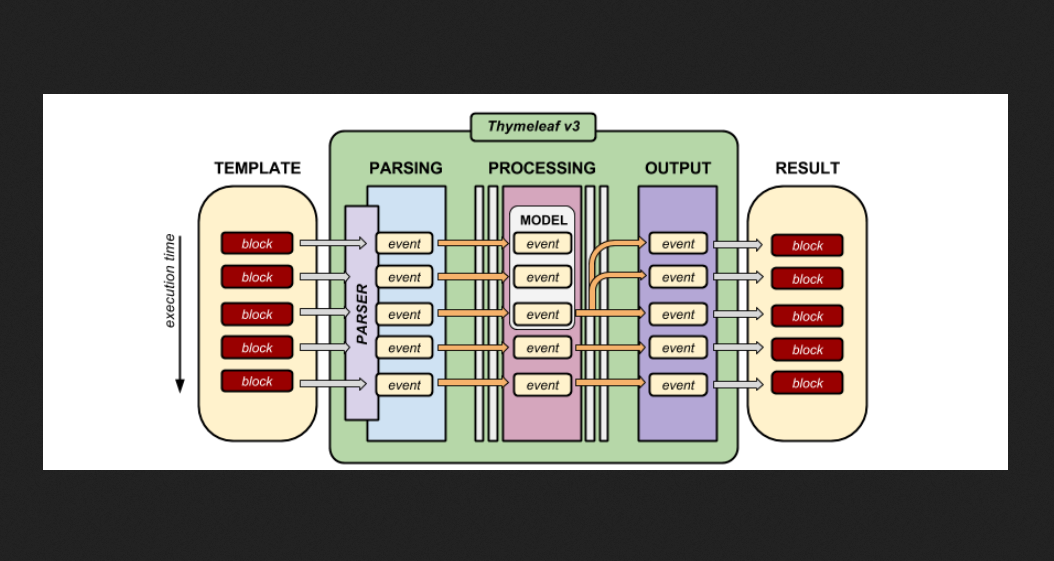 Thymeleaf v3
TEMPLATE PARSING PROCESSING OUTPUT RESULT
MODEL
block event event event block
block event event event block
block event event event block
block event event event block
block event event event block
execution time
PARSER